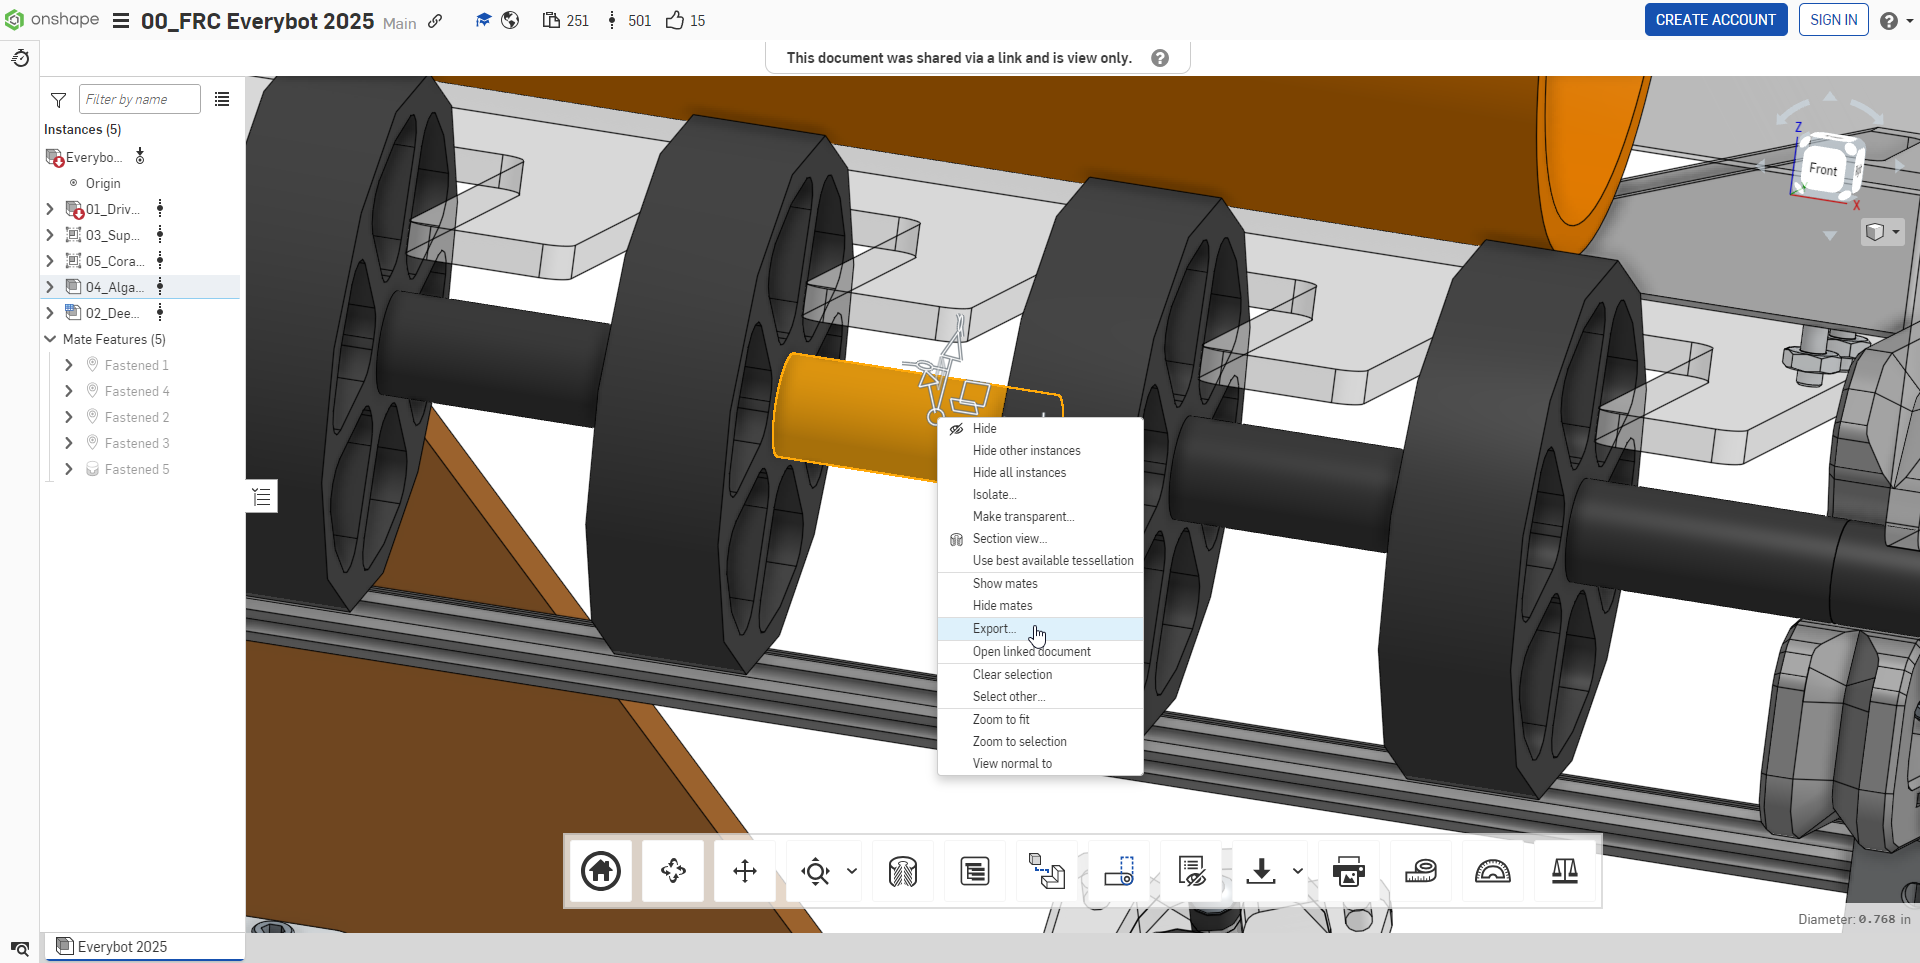 onshape
00_FRC Everybot 2025 Main
251
501
15
CREATE ACCOUNT
SIGN IN
This document was shared via a link and is view only.
Filter by name
Instances (5)
Everybo...
Origin
01_Driv...
03_Sup...
05_Cora...
04_Alga...
02_Dee...
Mate Features (5)
Fastened 1
Fastened 4
Fastened 2
Fastened 3
Fastened 5
Z
Front
X
Hide
Hide other instances
Hide all instances
Isolate...
Make transparent...
Section view...
Use best available tessellation
Show mates
Hide mates
Export...
Open linked document
Clear selection
Select other...
Zoom to fit
Zoom to selection
View normal to
Diameter: 0.768 in
Everybot 2025